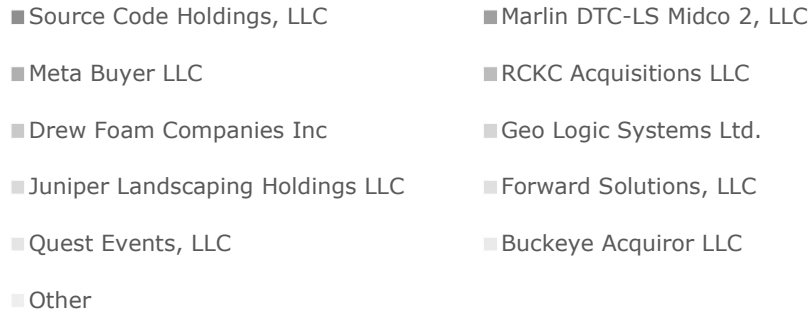 Source Code Holdings, LLC Marlin DTC-LS Midco 2, LLC
Meta Buyer LLC RCKC Acquisitions LLC
Drew Foam Companies Inc Geo Logic Systems Ltd.
Juniper Landscaping Holdings LLC Forward Solutions, LLC
Quest Events, LLC Buckeye Acquiror LLC
Other